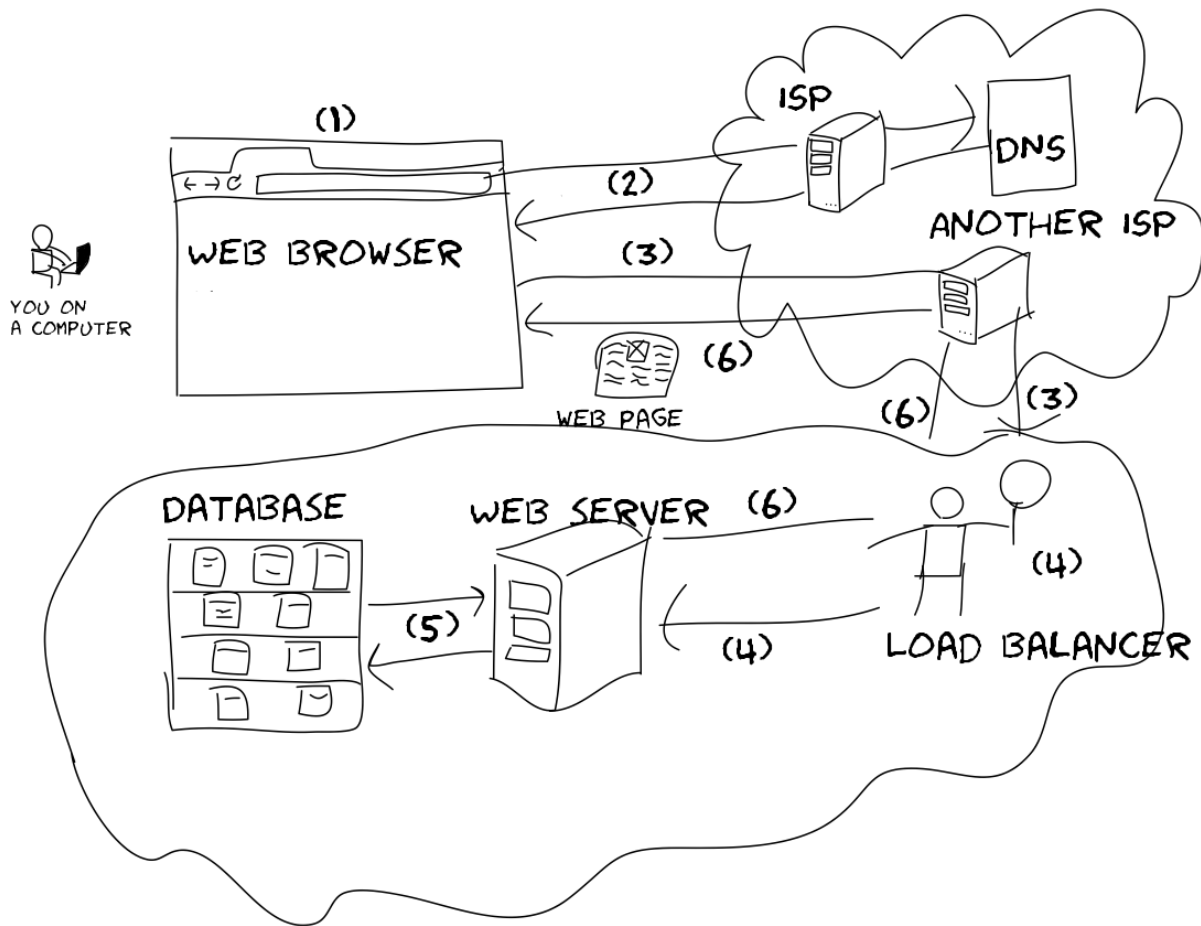 (1)
ISP
DNS
(2)
WEB BROWSER
ANOTHER ISP
(3)
YOU ON
A COMPUTER
(6)
WEB PAGE
(6)
(3)
DATABASE
WEB SERVER
(6)
(5)
(4)
(4)
LOAD BALANCER